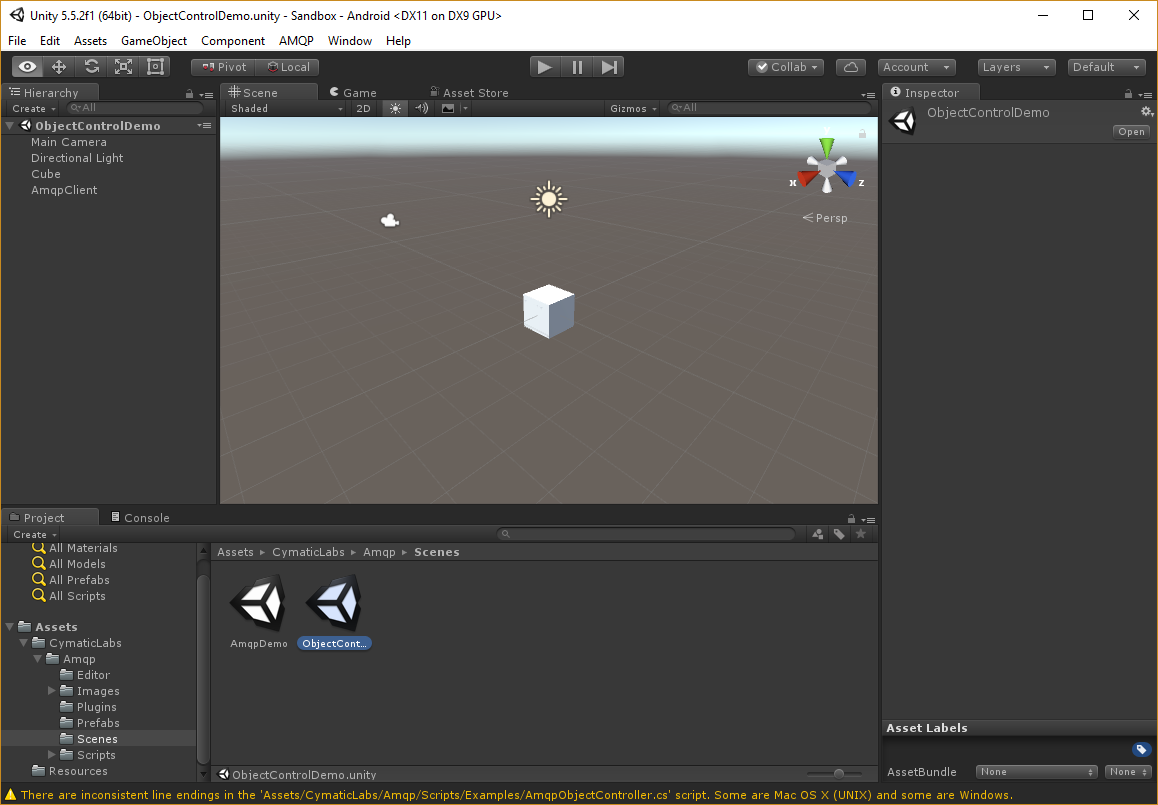 Unity 5.5.2f1 (64bit) - ObjectControlDemo.unity - Sandbox - Android <DX11 on DX9 GPU>
File Edit Assets GameObject Component AMQP Window Help
Pivot Local Collab Account Layers Default
Hierarchy
Create All
ObjectControlDemo
Main Camera
Directional Light
Cube
AmqpClient
Scene Game Asset Store
Shaded 2D Gizmos All
x z
Persp
Inspector
ObjectControlDemo
Open
Project Console
Create
All Materials
All Models
All Prefabs
All Scripts
Assets
CymaticLabs
Amqp
Editor
Images
Plugins
Prefabs
Scenes
Scripts
Resources
Assets CymaticLabs Amqp Scenes
AmqpDemo ObjectCont...
ObjectControlDemo.unity
Asset Labels
AssetBundle None None
There are inconsistent line endings in the 'Assets/CymaticLabs/Amqp/Scripts/Examples/AmqpObjectController.cs' script. Some are Mac OS X (UNIX) and some are Windows.